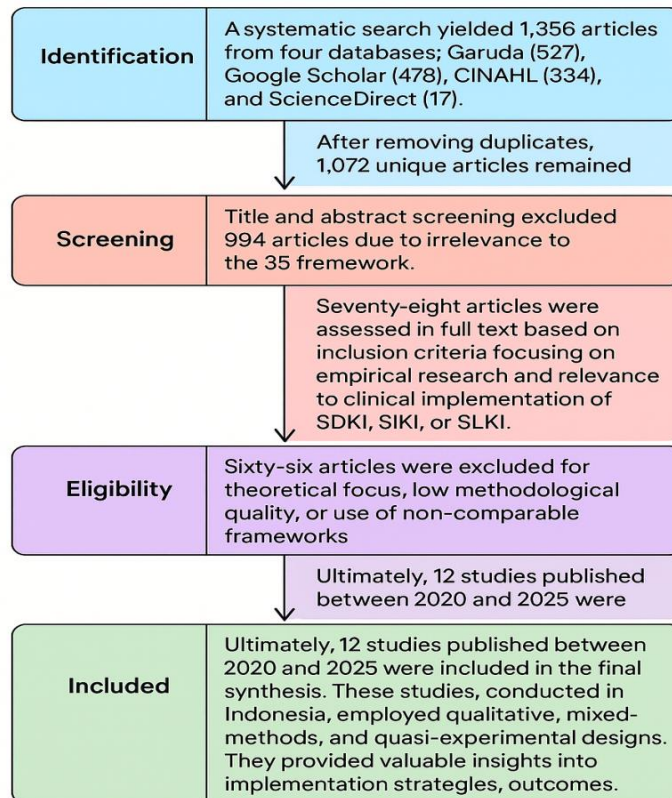 Identification
A systematic search yielded 1,356 articles
from four databases; Garuda (527),
Google Scholar (478), CINAHL (334),
and ScienceDirect (17).
After removing duplicates,
1,072 unique articles remained
Screening
Title and abstract screening excluded
994 articles due to irrelevance to
the 35 fremework.
Seventy-eight articles were
assessed in full text based on
inclusion criteria focusing on
empirical research and relevance
to clinical implementation of
SDKI, SIKI, or SLKI.
Eligibility
Sixty-six articles were excluded for
theoretical focus, low methodological
quality, or use of non-comparable
frameworks
Ultimately, 12 studies published
between 2020 and 2025 were
Included
Ultimately, 12 studies published between
2020 and 2025 were included in the final
synthesis. These studies, conducted in
Indonesia, employed qualitative, mixed-
methods, and quasi-experimental designs.
They provided valuable insights into
implementation strategies, outcomes.